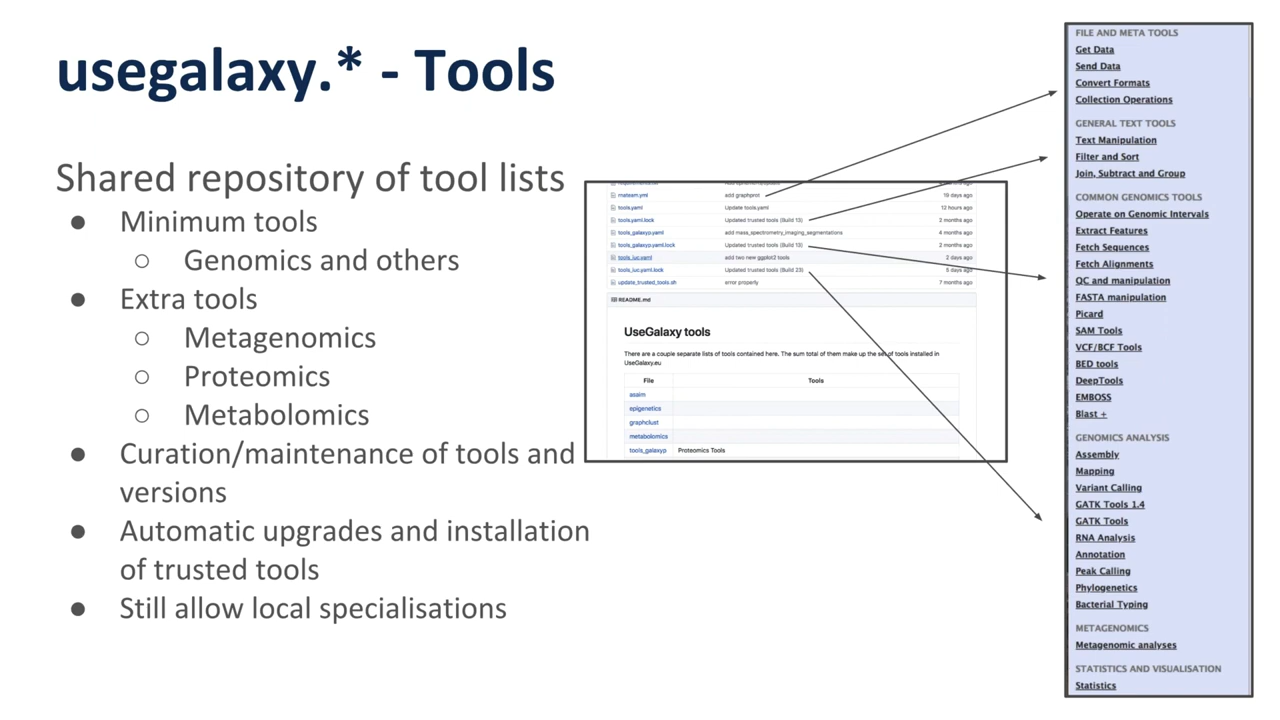 usegalaxy.* - Tools
Shared repository of tool lists
● Minimum tools
○ Genomics and others
● Extra tools
○ Metagenomics
○ Proteomics
○ Metabolomics
● Curation/maintenance of tools and
versions
● Automatic upgrades and installation
of trusted tools
● Still allow local specialisations
add graphprot 19 days ago
tools.yaml Update tools.yaml 12 hours ago
tools.yaml.lock Updated trusted tools (Build 13) 2 months ago
tools_galaxyp.yaml add mass_spectrometry_imaging_segmentations 4 months ago
tools_galaxyp.yaml.lock Updated trusted tools (Build 13) 2 months ago
tools_iuc.yaml add two new ggplot2 tools 2 days ago
tools_iuc.yaml.lock Updated trusted tools (Build 23) 5 days ago
update_trusted_tools.sh error properly 7 months ago
README.md
UseGalaxy tools
There are a couple separate lists of tools contained here. The sum total of them make up the set of tools installed in
UseGalaxy.eu
File Tools
asaim
epigenetics
graphclust
metabolomics
tools_galaxyp Proteomics Tools
FILE AND META TOOLS
Get Data
Send Data
Convert Formats
Collection Operations
GENERAL TEXT TOOLS
Text Manipulation
Filter and Sort
Join, Subtract and Group
COMMON GENOMICS TOOLS
Operate on Genomic Intervals
Extract Features
Fetch Sequences
Fetch Alignments
QC and manipulation
FASTA manipulation
Picard
SAM Tools
VCF/BCF Tools
BED tools
DeepTools
EMBOSS
Blast +
GENOMICS ANALYSIS
Assembly
Mapping
Variant Calling
GATK Tools 1.4
GATK Tools
RNA Analysis
Annotation
Peak Calling
Phylogenetics
Bacterial Typing
METAGENOMICS
Metagenomic analyses
STATISTICS AND VISUALISATION
Statistics